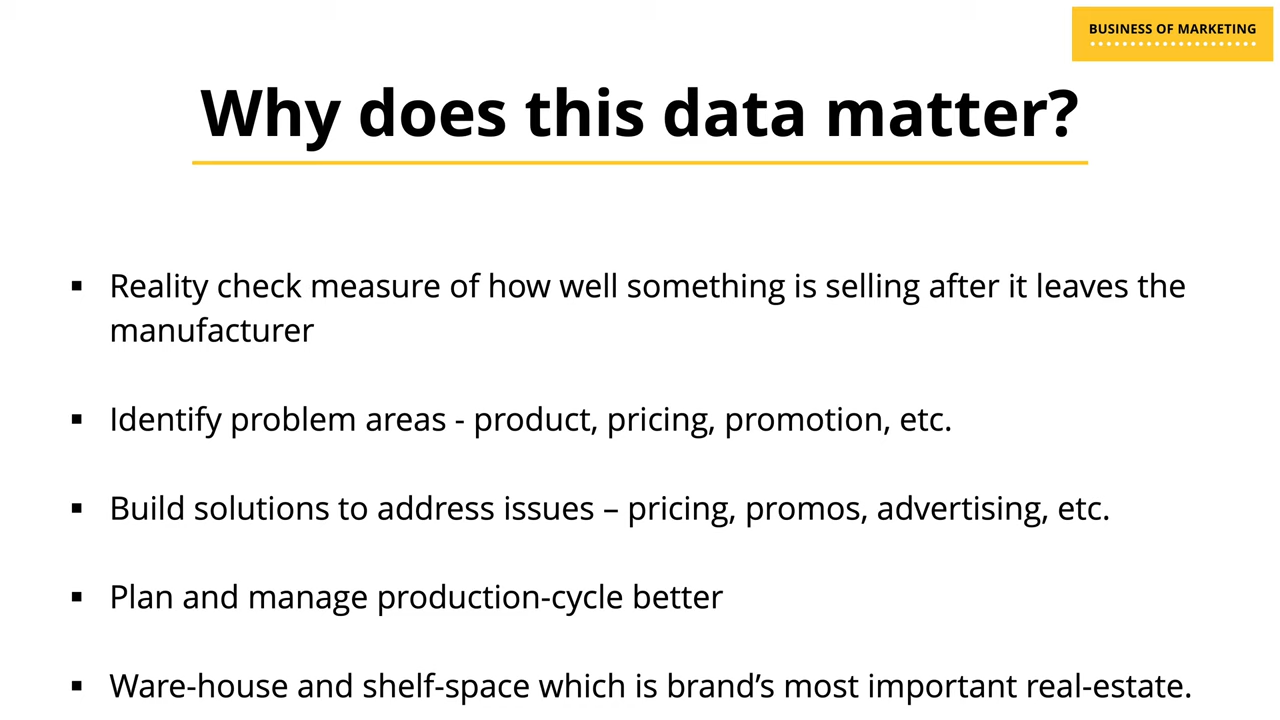 BUSINESS OF MARKETING
Why does this data matter?
▪ Reality check measure of how well something is selling after it leaves the
manufacturer
▪ Identify problem areas - product, pricing, promotion, etc.
▪ Build solutions to address issues – pricing, promos, advertising, etc.
▪ Plan and manage production-cycle better
▪ Ware-house and shelf-space which is brand’s most important real-estate.